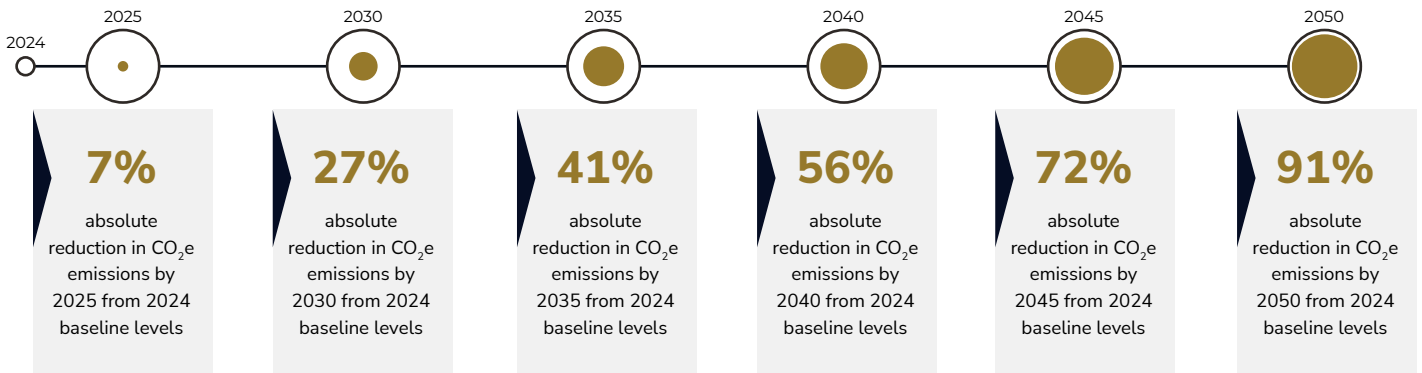 2024
2025
2030
2035
2040
2045
2050
7%
absolute
reduction in CO₂e
emissions by
2025 from 2024
baseline levels
27%
absolute
reduction in CO₂e
emissions by
2030 from 2024
baseline levels
41%
absolute
reduction in CO₂e
emissions by
2035 from 2024
baseline levels
56%
absolute
reduction in CO₂e
emissions by
2040 from 2024
baseline levels
72%
absolute
reduction in CO₂e
emissions by
2045 from 2024
baseline levels
91%
absolute
reduction in CO₂e
emissions by
2050 from 2024
baseline levels